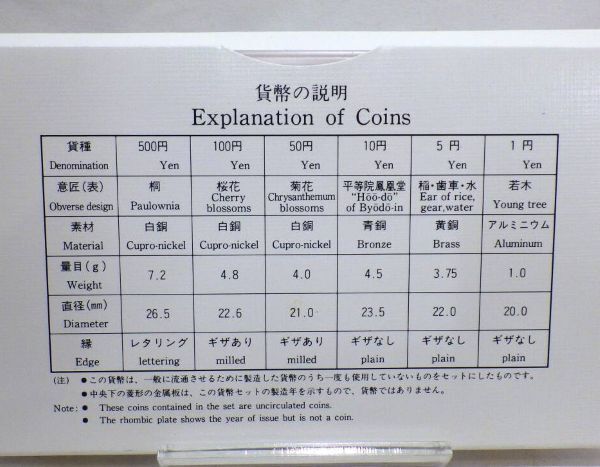 貨幣の説明
Explanation of Coins
貨種 500円 100円 50円 10円 5円 1円
Denomination Yen Yen Yen Yen Yen Yen
意匠(表) 桐 桜花 菊花 平等院鳳凰堂 稲・歯車・水 若木
Obverse design Paulownia Cherry blossoms Chrysanthemum blossoms "Hōō-dō" of Byōdō-in Ear of rice, gear,water Young tree
素材 白銅 白銅 白銅 青銅 黄銅 アルミニウム
Material Cupro-nickel Cupro-nickel Cupro-nickel Bronze Brass Aluminum
量目(g) 7.2 4.8 4.0 4.5 3.75 1.0
Weight
直径(mm) 26.5 22.6 21.0 23.5 22.0 20.0
Diameter
縁 レタリング ギザあり ギザあり ギザなし ギザなし ギザなし
Edge lettering milled milled plain plain plain
(注) ●この貨幣は、一般に流通させるために製造した貨幣のうち一度も使用していないものをセットにしたものです。
●中央下の菱形の金属板は、この貨幣セットの製造年を示すもので、貨幣ではありません。
Note: ● These coins contained in the set are uncirculated coins.
● The rhombic plate shows the year of issue but is not a coin.